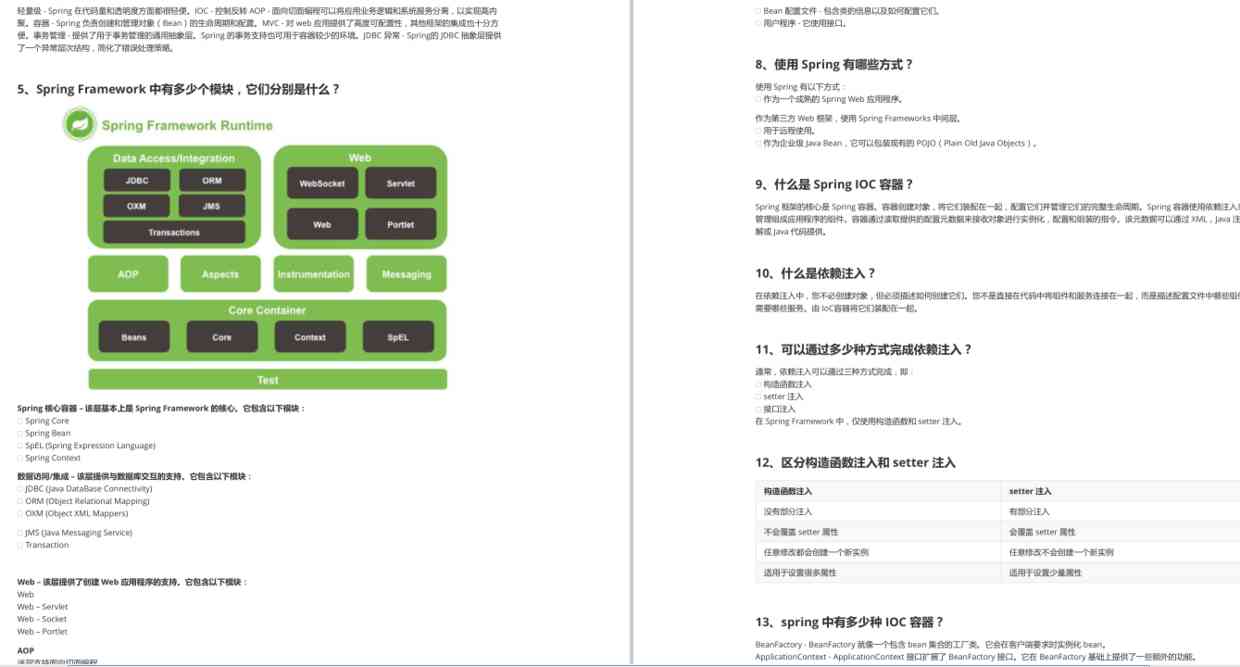 轻量级 - Spring 在代码量和透明度方面都很轻便。IOC - 控制反转 AOP - 面向切面编程可以将应用业务逻辑和系统服务分离，以实现高内
聚。容器 - Spring 负责创建和管理对象（Bean）的生命周期和配置。MVC - 对 web 应用提供了高度可配置性，其他框架的集成也十分方
便。事务管理 - 提供了用于事务管理的通用抽象层。Spring 的事务支持也可用于容器较少的环境。JDBC 异常 - Spring的 JDBC 抽象层提供
了一个异常层次结构，简化了错误处理策略。
5、Spring Framework 中有多少个模块，它们分别是什么？
Spring Framework Runtime
Data Access/Integration
JDBC
ORM
OXM
JMS
Transactions
Web
WebSocket
Servlet
Web
Portlet
AOP
Aspects
Instrumentation
Messaging
Core Container
Beans
Core
Context
SpEL
Test
Spring 核心容器 – 该层基本上是 Spring Framework 的核心。它包含以下模块：
Spring Core
Spring Bean
SpEL (Spring Expression Language)
Spring Context
数据访问/集成 – 该层提供与数据库交互的支持。它包含以下模块：
JDBC (Java DataBase Connectivity)
ORM (Object Relational Mapping)
OXM (Object XML Mappers)
JMS (Java Messaging Service)
Transaction
Web – 该层提供了创建 Web 应用程序的支持。它包含以下模块：
Web
Web – Servlet
Web – Socket
Web – Portlet
AOP
该层支持面向切面编程
Bean 配置文件 - 包含类的信息以及如何配置它们。
用户程序 - 它使用接口。
8、使用 Spring 有哪些方式？
使用 Spring 有以下方式：
作为一个成熟的 Spring Web 应用程序。
作为第三方 Web 框架，使用 Spring Frameworks 中间层。
用于远程使用。
作为企业级 Java Bean，它可以包装现有的 POJO（Plain Old Java Objects）。
9、什么是 Spring IOC 容器？
Spring 框架的核心是 Spring 容器。容器创建对象，将它们装配在一起，配置它们并管理它们的完整生命周期。Spring 容器使用依赖注入
管理组成应用程序的组件。容器通过读取提供的配置元数据来接收对象进行实例化，配置和组装的指令。该元数据可以通过 XML，Java 注
解或 Java 代码提供。
10、什么是依赖注入？
在依赖注入中，您不必创建对象，但必须描述如何创建它们。您不是直接在代码中将组件和服务连接在一起，而是描述配置文件中哪些组件
需要哪些服务。由 IoC容器将它们装配在一起。
11、可以通过多少种方式完成依赖注入？
通常，依赖注入可以通过三种方式完成，即：
构造函数注入
setter 注入
接口注入
在 Spring Framework 中，仅使用构造函数和 setter 注入。
12、区分构造函数注入和 setter 注入
构造函数注入 setter 注入
没有部分注入 有部分注入
不会覆盖 setter 属性 会覆盖 setter 属性
任意修改都会创建一个新实例 任意修改不会创建一个新实例
适用于设置很多属性 适用于设置少量属性
13、spring 中有多少种 IOC 容器？
BeanFactory - BeanFactory 就像一个包含 bean 集合的工厂类。它会在客户端要求时实例化 bean。
ApplicationContext - ApplicationContext 接口扩展了 BeanFactory 接口。它在 BeanFactory 基础上提供了一些额外的功能。